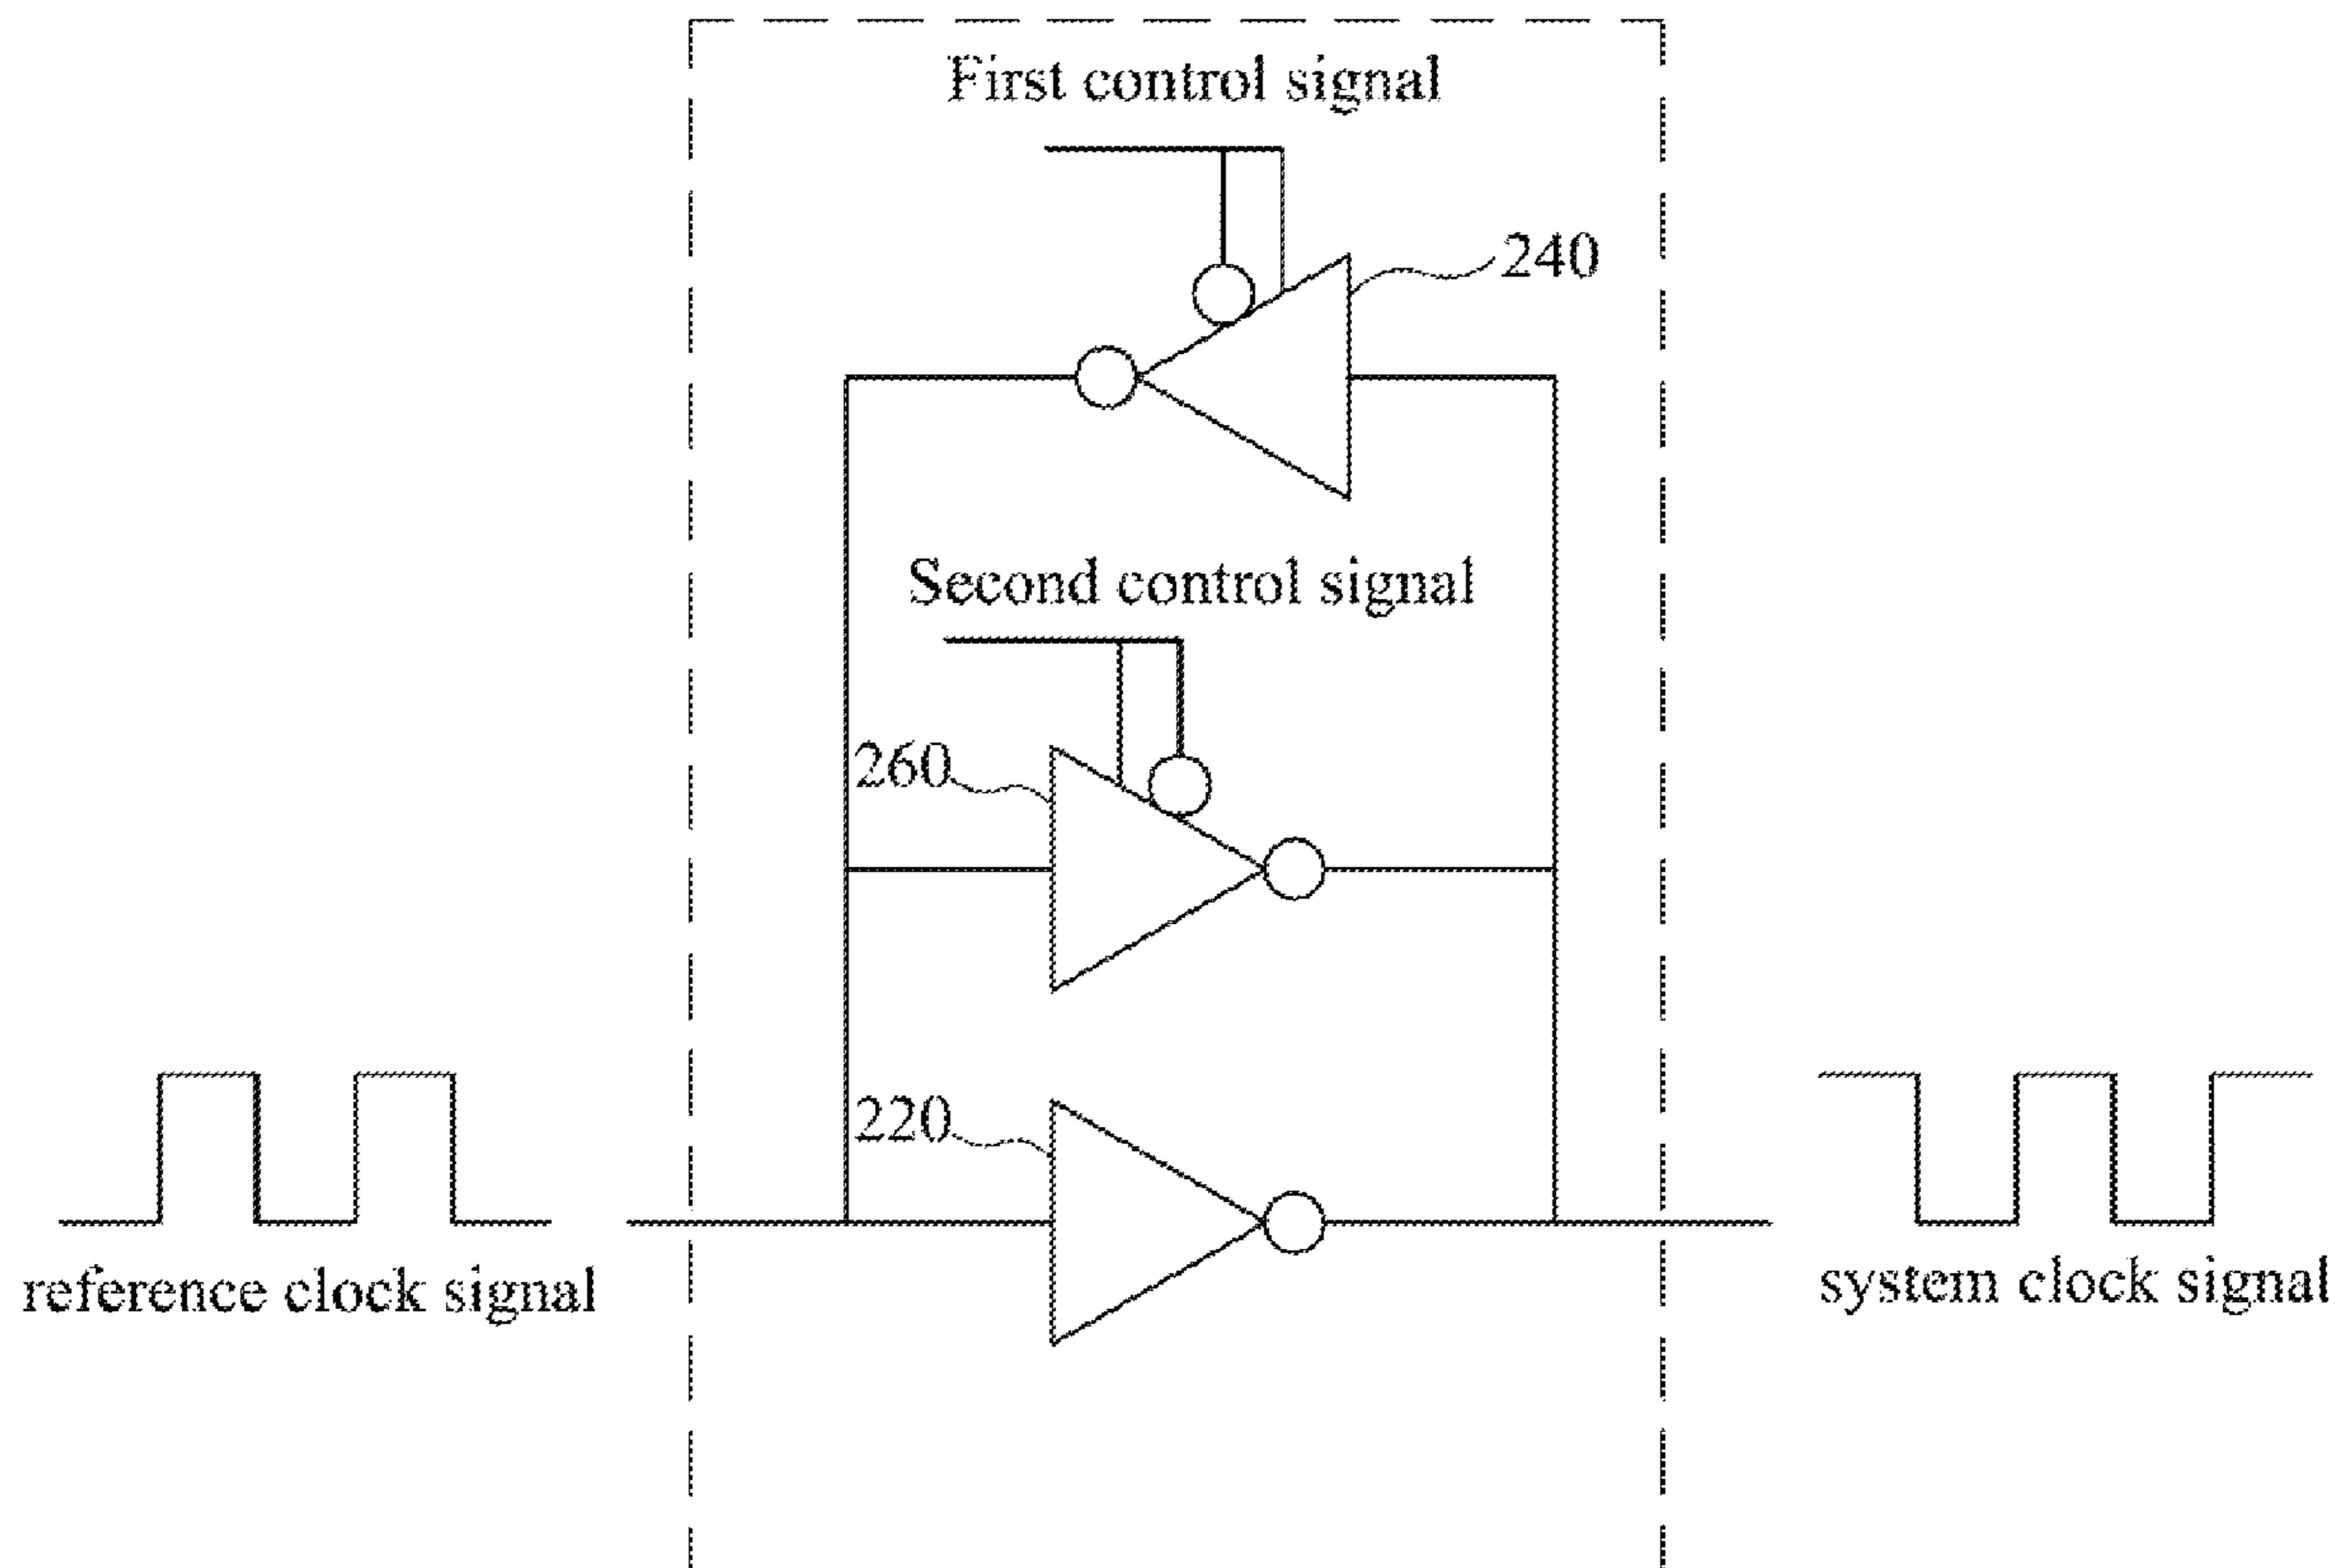 First control signal
240
Second control signal
260
220
reference clock signal
system clock signal